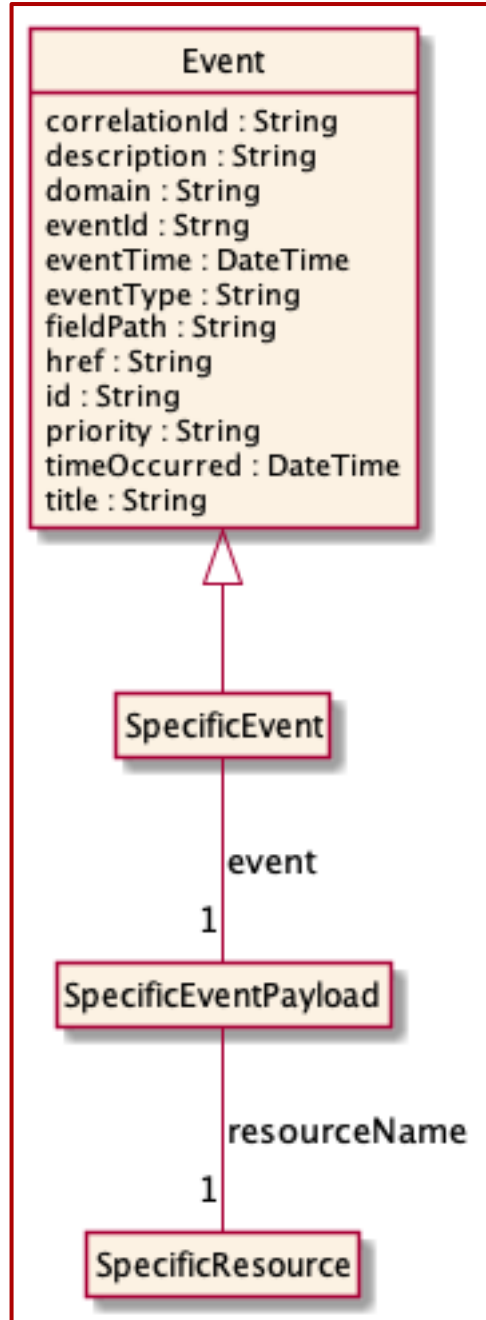 Event
correlationId : String
description : String
domain : String
eventId : Strng
eventTime : DateTime
eventType : String
fieldPath : String
href : String
id : String
priority : String
timeOccurred : DateTime
title : String
SpecificEvent
event
1
SpecificEventPayload
resourceName
1
SpecificResource